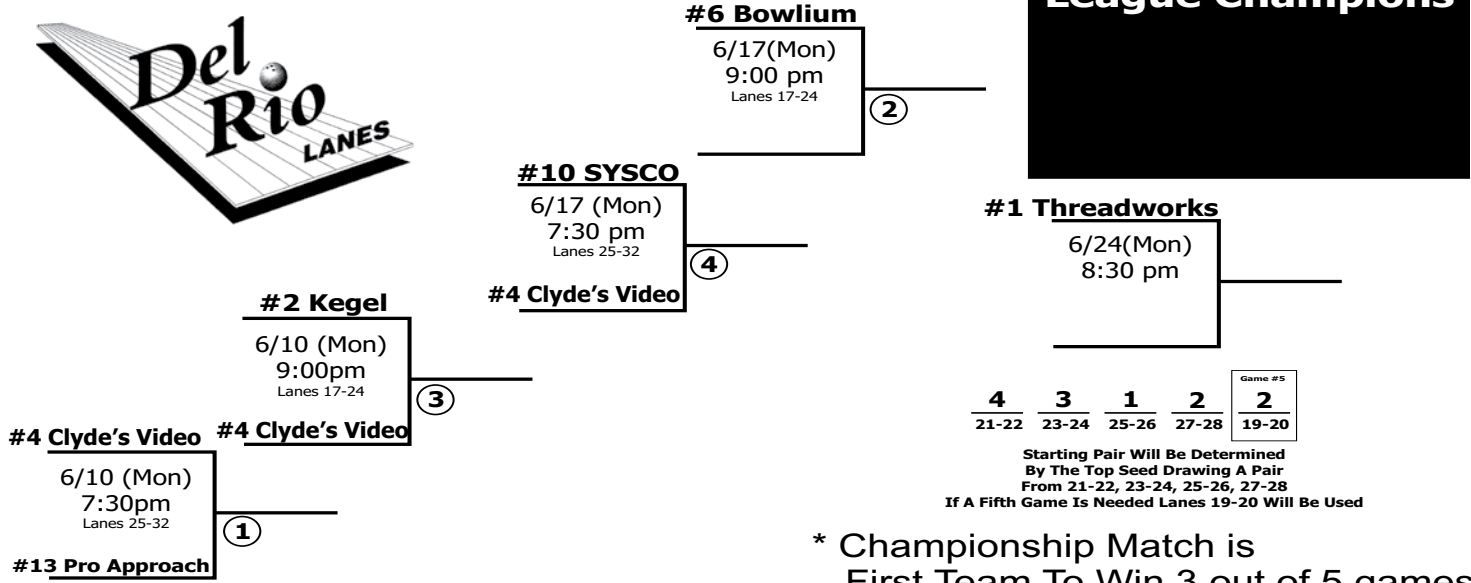 League Champions
Del
Rio
LANES
#6 Bowlium
6/17(Mon)
9:00 pm
Lanes 17-24
2
#10 SYSCO
6/17 (Mon)
7:30 pm
Lanes 25-32
4
#4 Clyde's Video
#1 Threadworks
6/24(Mon)
8:30 pm
#2 Kegel
6/10 (Mon)
9:00pm
Lanes 17-24
3
#4 Clyde's Video
#4 Clyde's Video
6/10 (Mon)
7:30pm
Lanes 25-32
1
#13 Pro Approach
Game #5
4 3 1 2 2
21-22 23-24 25-26 27-28 19-20
Starting Pair Will Be Determined
By The Top Seed Drawing A Pair
From 21-22, 23-24, 25-26, 27-28
If A Fifth Game Is Needed Lanes 19-20 Will Be Used
* Championship Match is
First Team To Win 3 out of 5 games